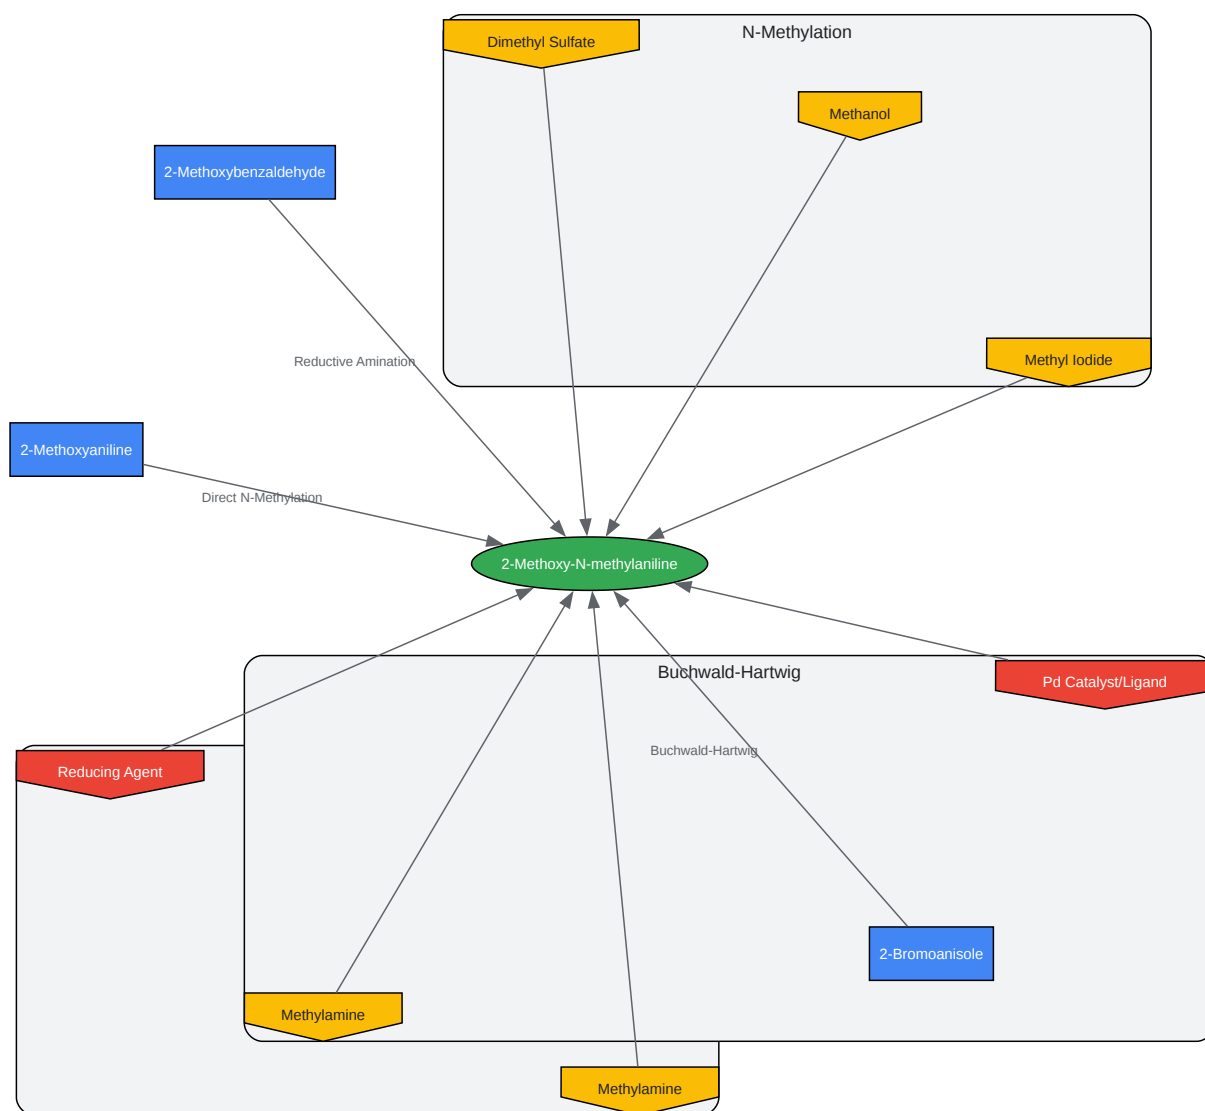 N-Methylation
Dimethyl Sulfate
Methanol
2-Methoxybenzaldehyde
Methyl Iodide
Reductive Amination
2-Methoxyaniline
Direct N-Methylation
2-Methoxy-N-methylaniline
Buchwald-Hartwig
Pd Catalyst/Ligand
Buchwald-Hartwig
Reducing Agent
2-Bromoanisole
Methylamine
Methylamine